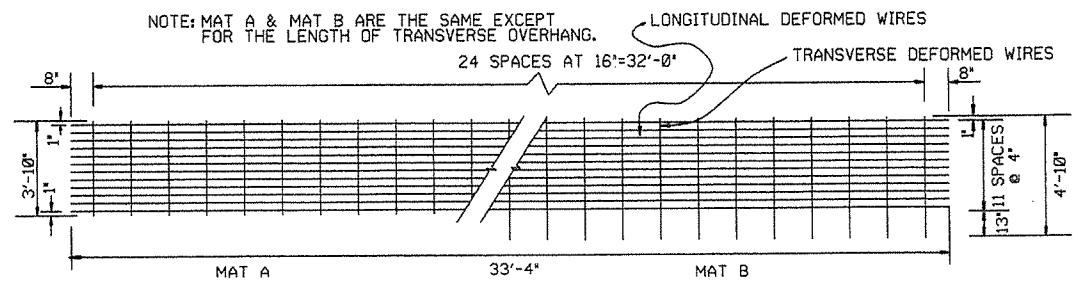 NOTE: MAT A & MAT B ARE THE SAME EXCEPT
FOR THE LENGTH OF TRANSVERSE OVERHANG.
LONGITUDINAL DEFORMED WIRES
TRANSVERSE DEFORMED WIRES
24 SPACES AT 16"=32'-0"
8"
8"
3'-10"
1"
1"
1"
11 SPACES
@ 4"
13"
4'-10"
MAT A
33'-4"
MAT B